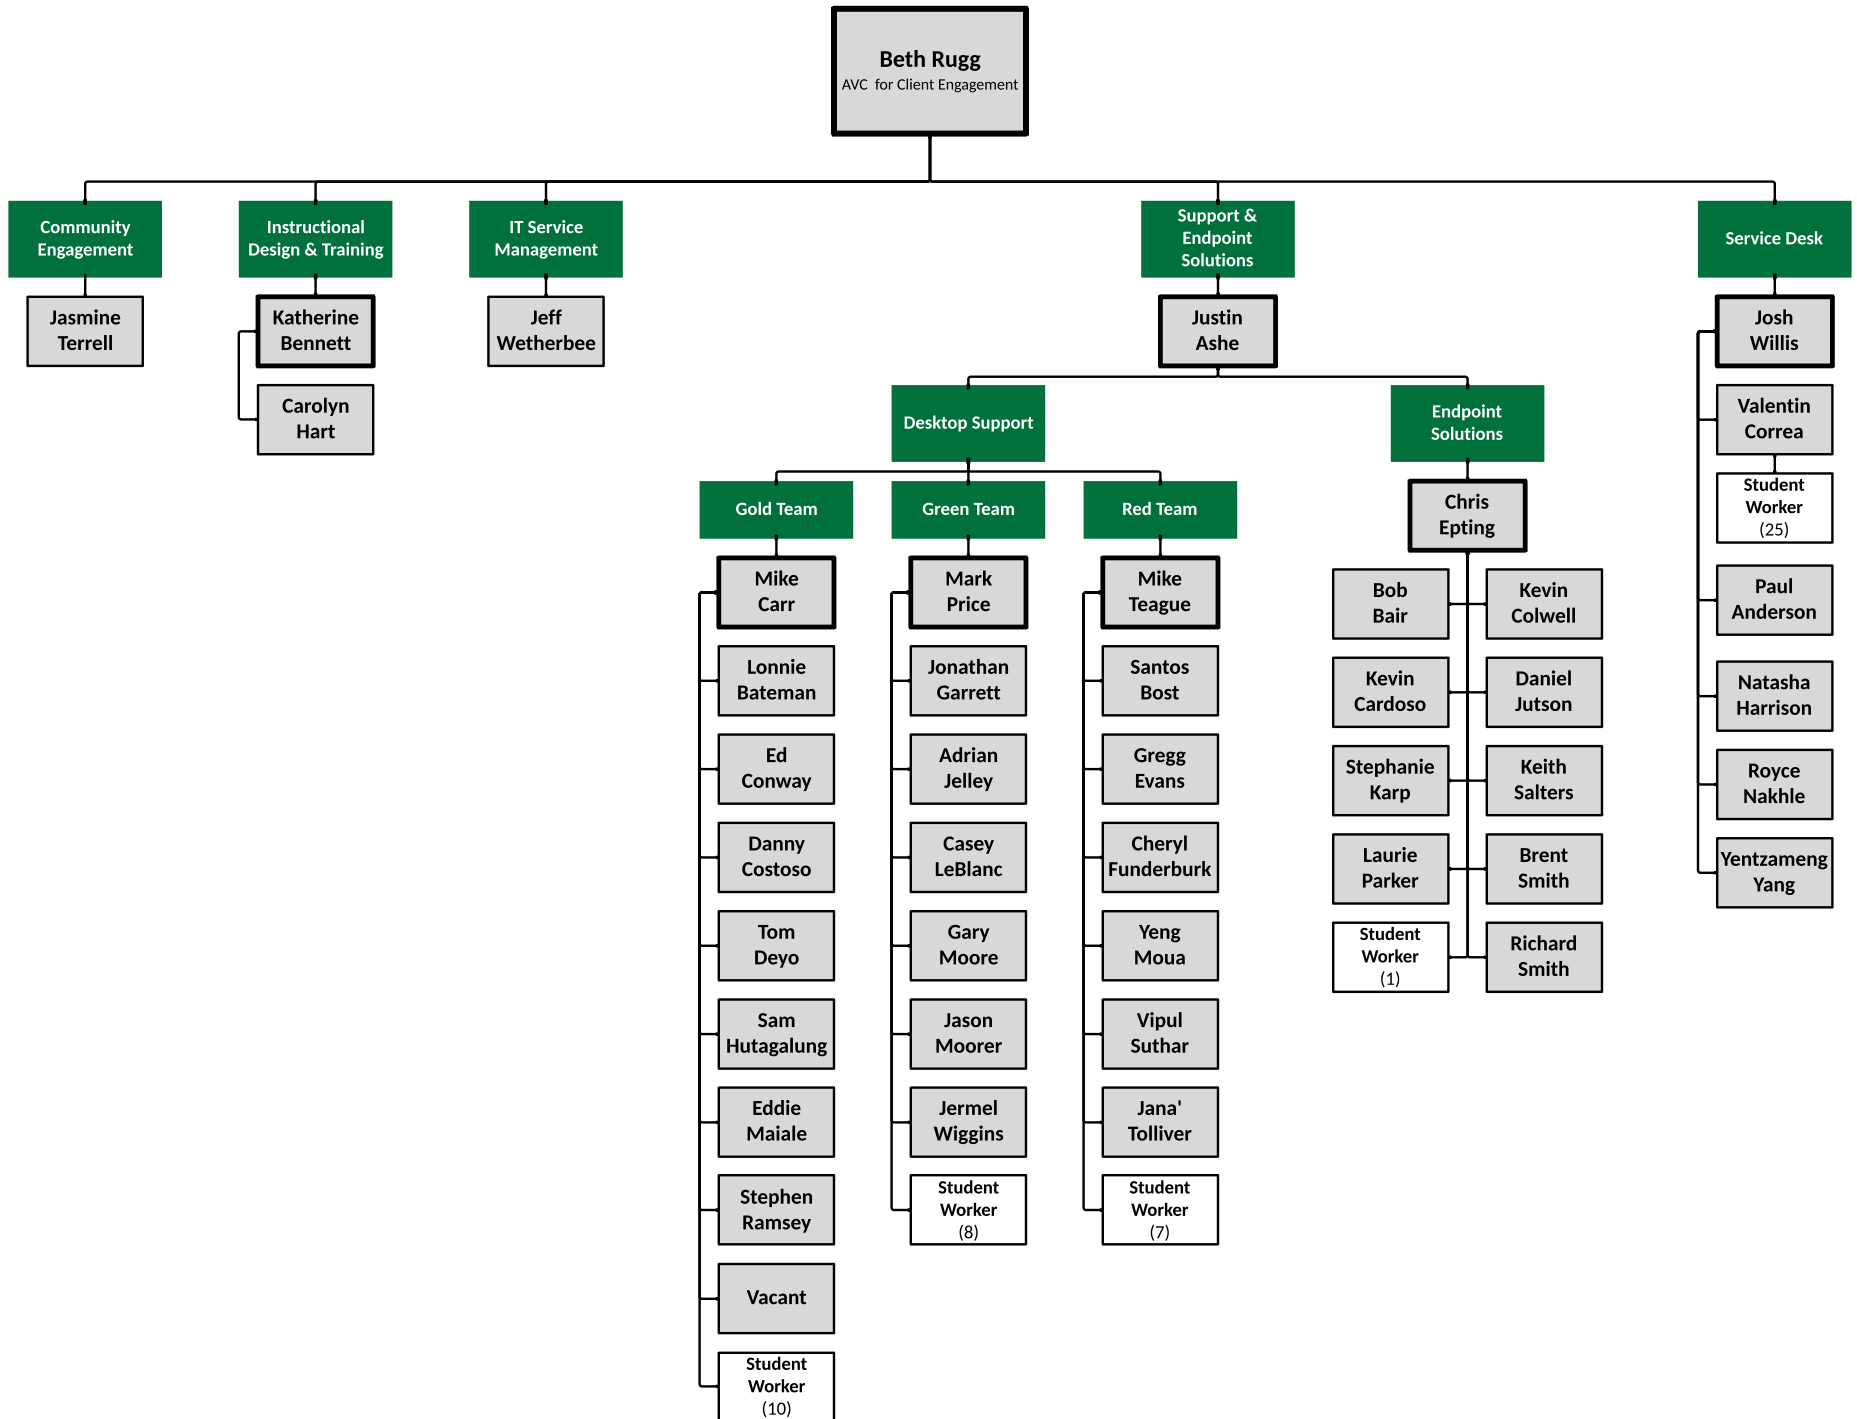 Beth Rugg
AVC for Client Engagement
Community
Engagement
Jasmine
Terrell
Instructional
Design & Training
Katherine
Bennett
Carolyn
Hart
IT Service
Management
Jeff
Wetherbee
Support &
Endpoint
Solutions
Justin
Ashe
Desktop Support
Gold Team
Mike
Carr
Lonnie
Bateman
Ed
Conway
Danny
Costoso
Tom
Deyo
Sam
Hutagalung
Eddie
Maiale
Stephen
Ramsey
Vacant
Student
Worker
(10)
Green Team
Mark
Price
Jonathan
Garrett
Adrian
Jelley
Casey
LeBlanc
Gary
Moore
Jason
Moorer
Jermel
Wiggins
Student
Worker
(8)
Red Team
Mike
Teague
Santos
Bost
Gregg
Evans
Cheryl
Funderburk
Yeng
Moua
Vipul
Suthar
Jana'
Tolliver
Student
Worker
(7)
Endpoint
Solutions
Chris
Epting
Bob
Bair
Kevin
Colwell
Kevin
Cardoso
Daniel
Jutson
Stephanie
Karp
Keith
Salters
Laurie
Parker
Brent
Smith
Student
Worker
(1)
Richard
Smith
Service Desk
Josh
Willis
Valentin
Correa
Student
Worker
(25)
Paul
Anderson
Natasha
Harrison
Royce
Nakhle
Yentzameng
Yang